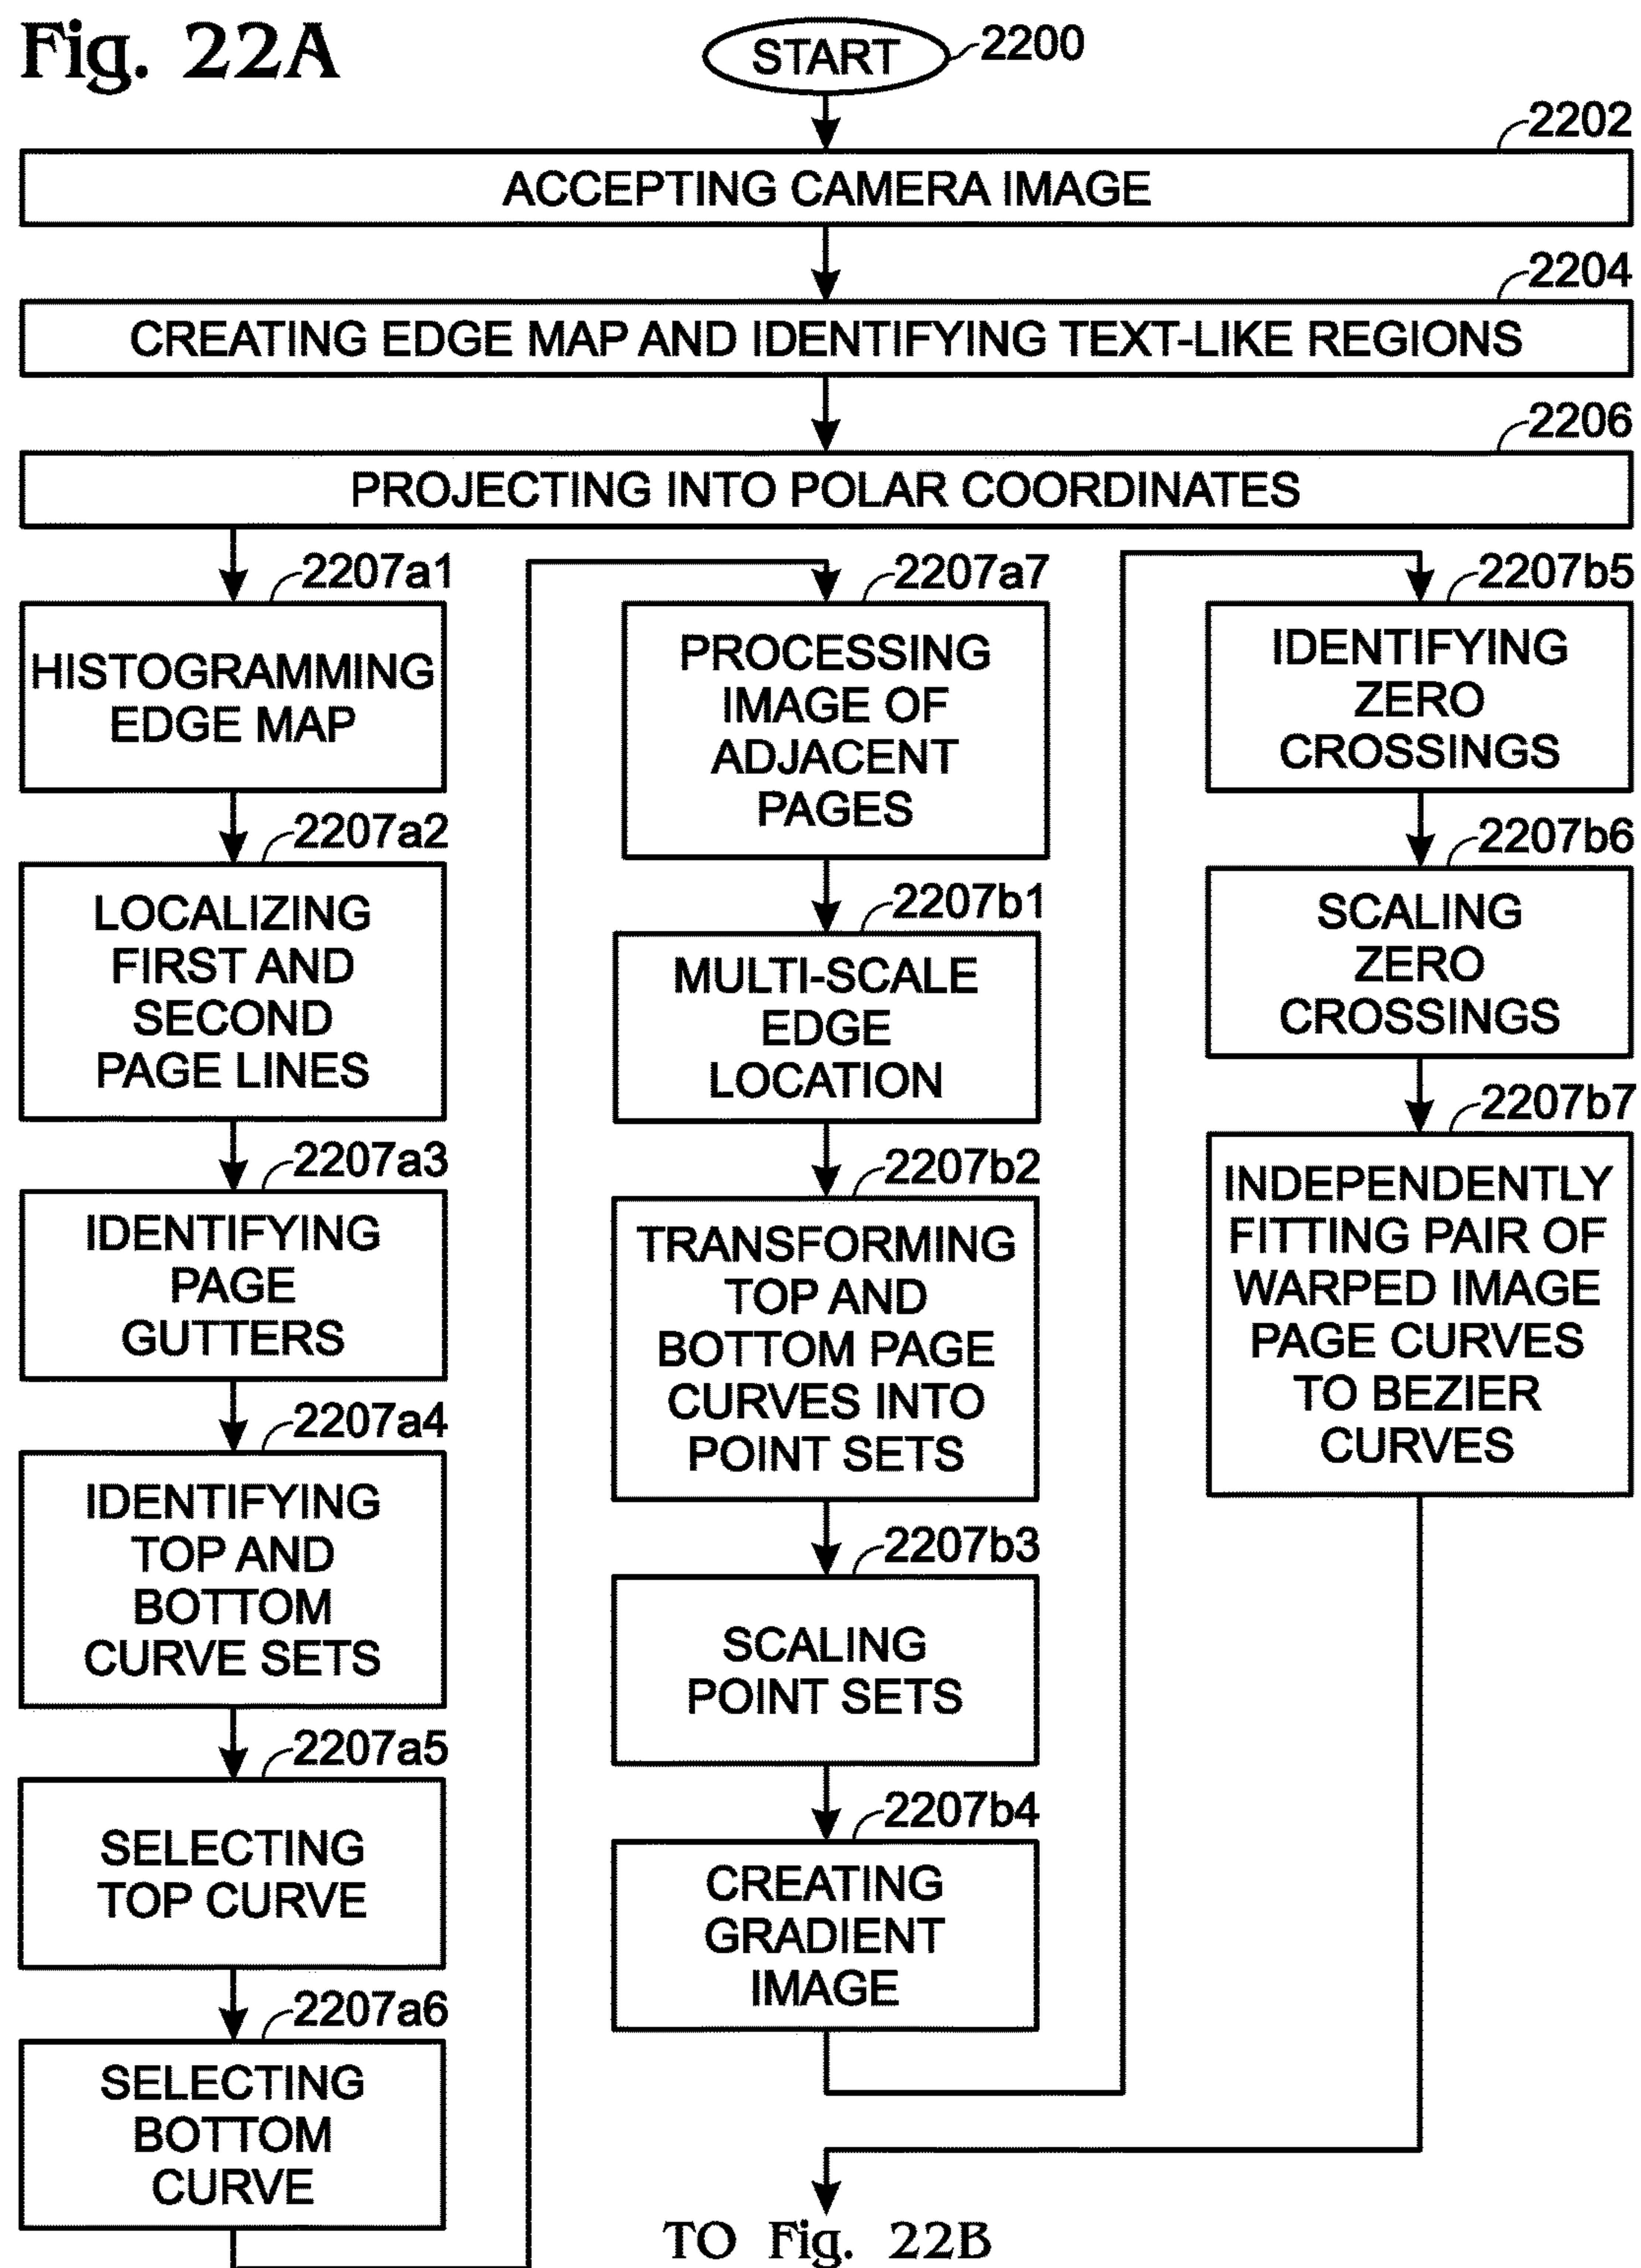 Fig. 22A
START
2200
2202
ACCEPTING CAMERA IMAGE
2204
CREATING EDGE MAP AND IDENTIFYING TEXT-LIKE REGIONS
2206
PROJECTING INTO POLAR COORDINATES
2207a1
HISTOGRAMMING
EDGE MAP
2207a2
LOCALIZING
FIRST AND
SECOND
PAGE LINES
2207a3
IDENTIFYING
PAGE
GUTTERS
2207a4
IDENTIFYING
TOP AND
BOTTOM
CURVE SETS
2207a5
SELECTING
TOP CURVE
2207a6
SELECTING
BOTTOM
CURVE
2207a7
PROCESSING
IMAGE OF
ADJACENT
PAGES
2207b1
MULTI-SCALE
EDGE
LOCATION
2207b2
TRANSFORMING
TOP AND
BOTTOM PAGE
CURVES INTO
POINT SETS
2207b3
SCALING
POINT SETS
2207b4
CREATING
GRADIENT
IMAGE
2207b5
IDENTIFYING
ZERO
CROSSINGS
2207b6
SCALING
ZERO
CROSSINGS
2207b7
INDEPENDENTLY
FITTING PAIR OF
WARPED IMAGE
PAGE CURVES
TO BEZIER
CURVES
TO Fig. 22B